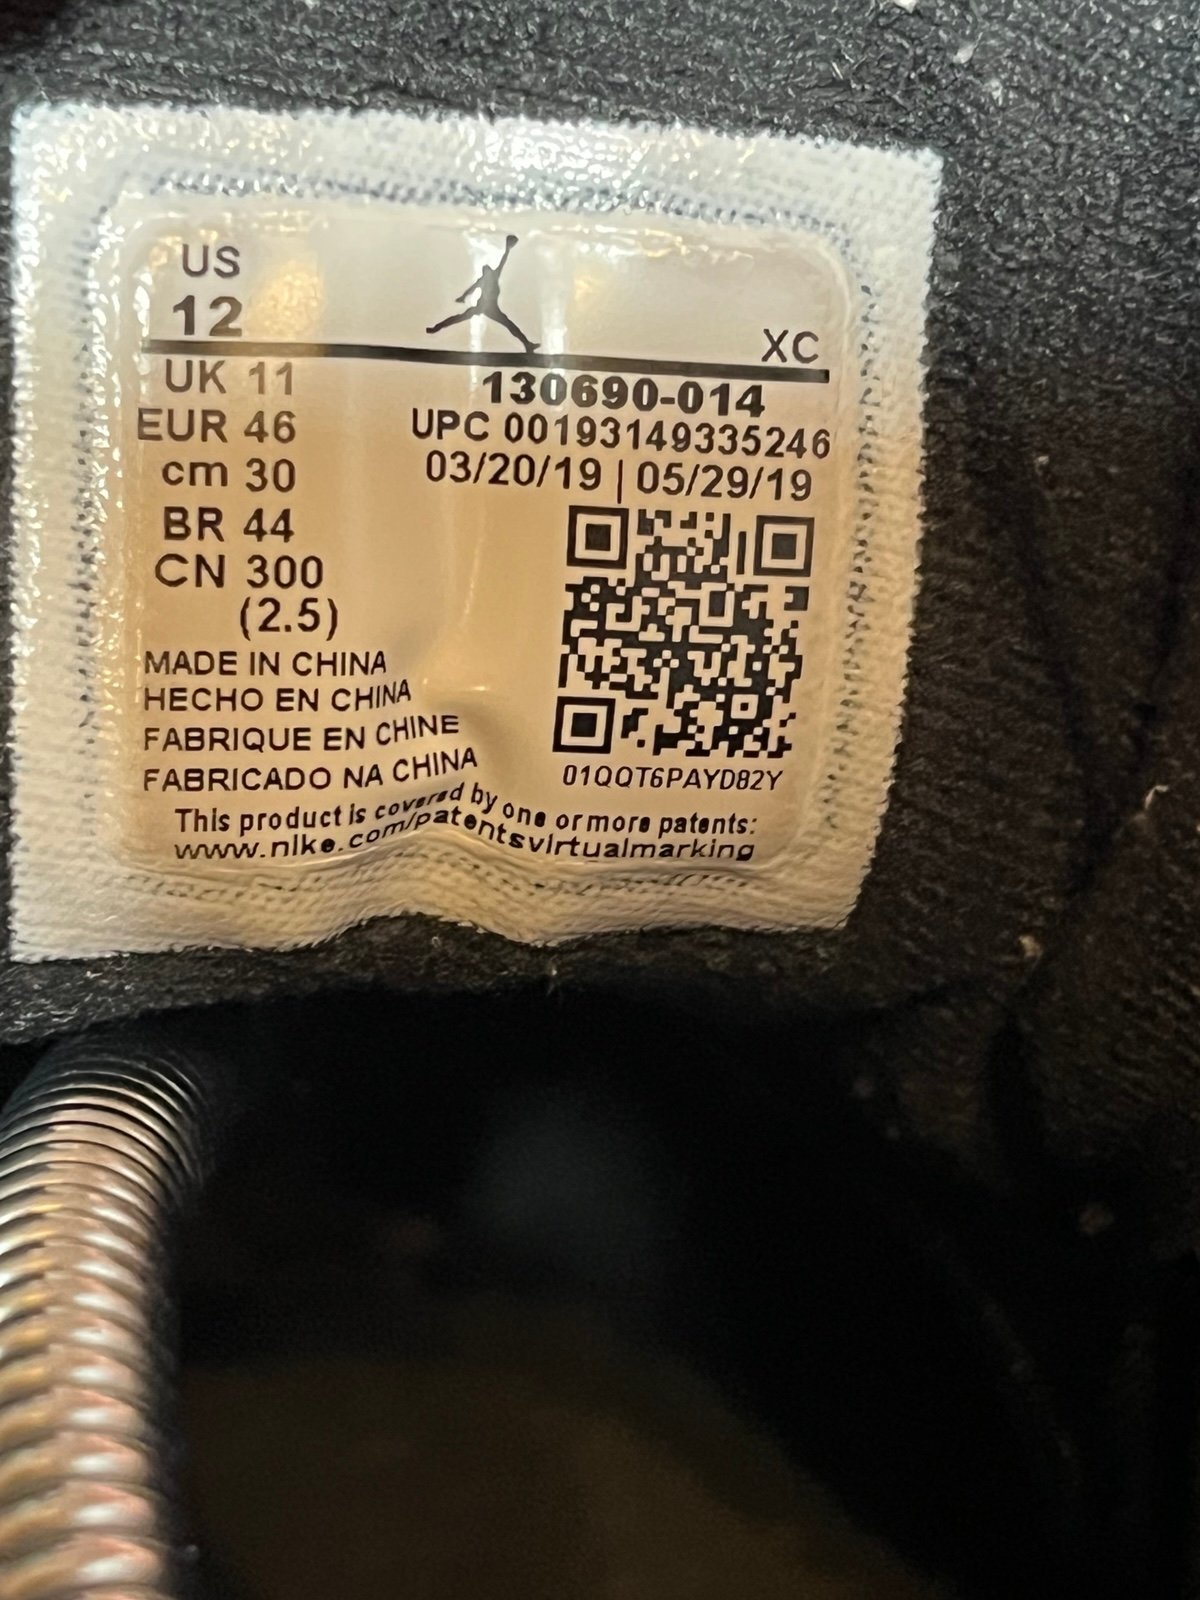 US
12
XC
UK 11
EUR 46
cm 30
BR 44
CN 300
(2.5)
130690-014
UPC 00193149335246
03/20/19 | 05/29/19
01QQT6PAYD82Y
MADE IN CHINA
HECHO EN CHINA
FABRIQUE EN CHINE
FABRICADO NA CHINA
This product is covered by one or more patents:
www.nike.com/patentsvirtualmarking